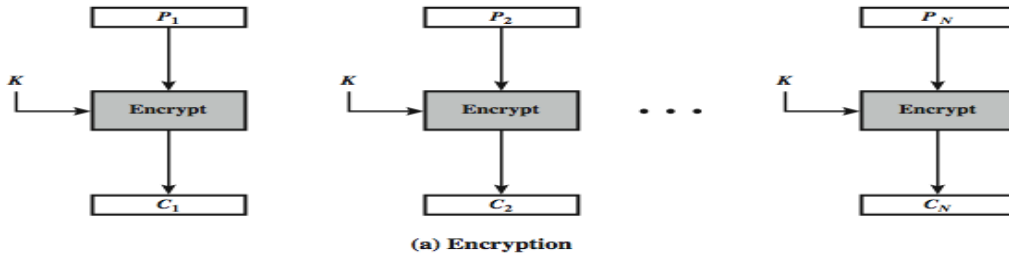 P1 P2 PN
K K K
Encrypt Encrypt • • • Encrypt
C1 C2 CN
(a) Encryption